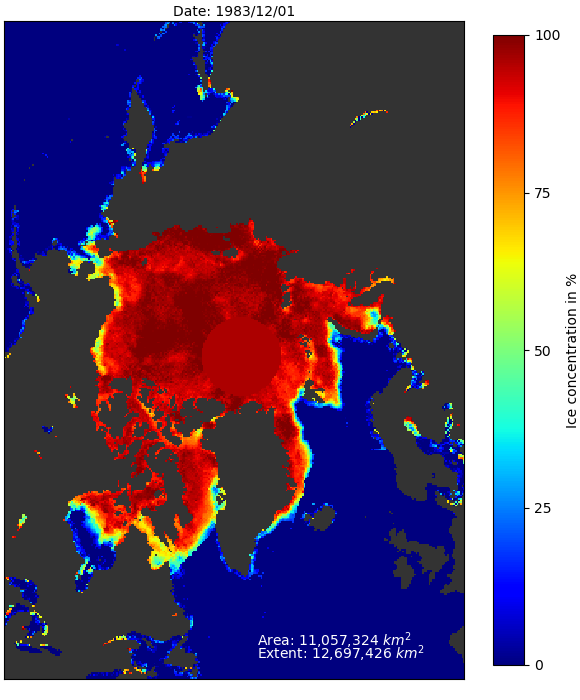 Date: 1983/12/01
100
75
50
25
0
Ice concentration in %
Area: 11,057,324 km²
Extent: 12,697,426 km²